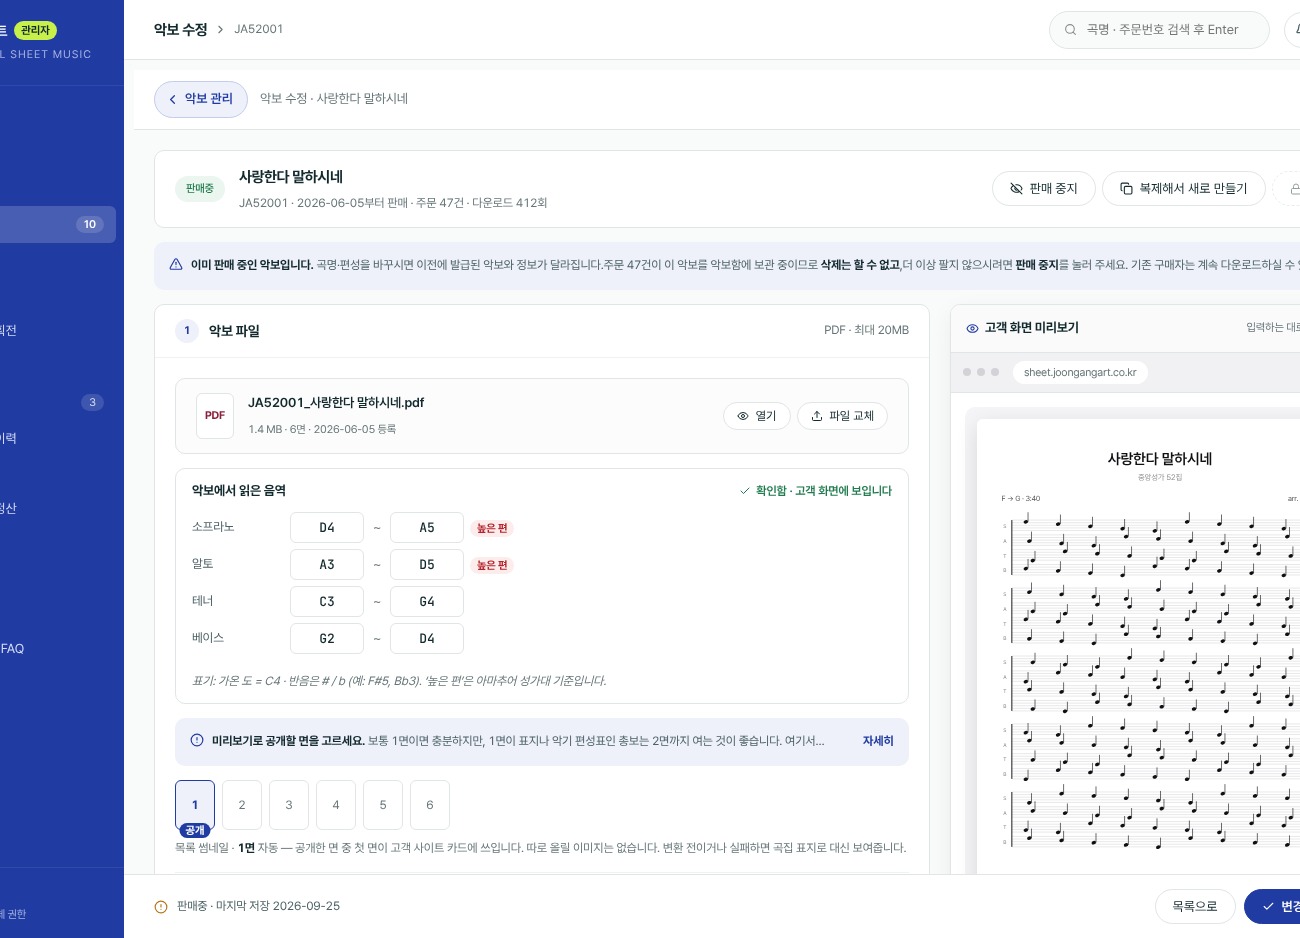 트 관리자
L SHEET MUSIC
10
획전
3
이력
정산
FAQ
체 권한
악보 수정 > JA52001
곡명 · 주문번호 검색 후 Enter
악보 관리
악보 수정 · 사랑한다 말하시네
판매중
사랑한다 말하시네
JA52001 · 2026-06-05부터 판매 · 주문 47건 · 다운로드 412회
판매 중지
복제해서 새로 만들기
이미 판매 중인 악보입니다. 곡명·편성을 바꾸시면 이전에 발급된 악보와 정보가 달라집니다.주문 47건이 이 악보를 악보함에 보관 중이므로 삭제는 할 수 없고,더 이상 팔지 않으시려면 판매 중지를 눌러 주세요. 기존 구매자는 계속 다운로드하실 수
1 악보 파일
PDF · 최대 20MB
PDF
JA52001_사랑한다 말하시네.pdf
1.4 MB · 6면 · 2026-06-05 등록
열기
파일 교체
악보에서 읽은 음역
확인함 · 고객 화면에 보입니다
소프라노 D4 ~ A5 높은 편
알토 A3 ~ D5 높은 편
테너 C3 ~ G4
베이스 G2 ~ D4
표기: 가온 도 = C4 · 반음은 # / b (예: F#5, Bb3). ‘높은 편’은 아마추어 성가대 기준입니다.
미리보기로 공개할 면을 고르세요. 보통 1면이면 충분하지만, 1면이 표지나 악기 편성표인 총보는 2면까지 여는 것이 좋습니다. 여기서... 자세히
1 2 3 4 5 6
공개
목록 썸네일 · 1면 자동 — 공개한 면 중 첫 면이 고객 사이트 카드에 쓰입니다. 따로 올릴 이미지는 없습니다. 변환 전이거나 실패하면 곡집 표지로 대신 보여줍니다.
고객 화면 미리보기
입력하는 대로
sheet.joongangart.co.kr
사랑한다 말하시네
중앙성가 52집
F → G · 3:40
arr.
S
A
T
B
S
A
T
B
S
A
T
B
S
A
T
B
S
A
T
B
판매중 · 마지막 저장 2026-09-25
목록으로
변경